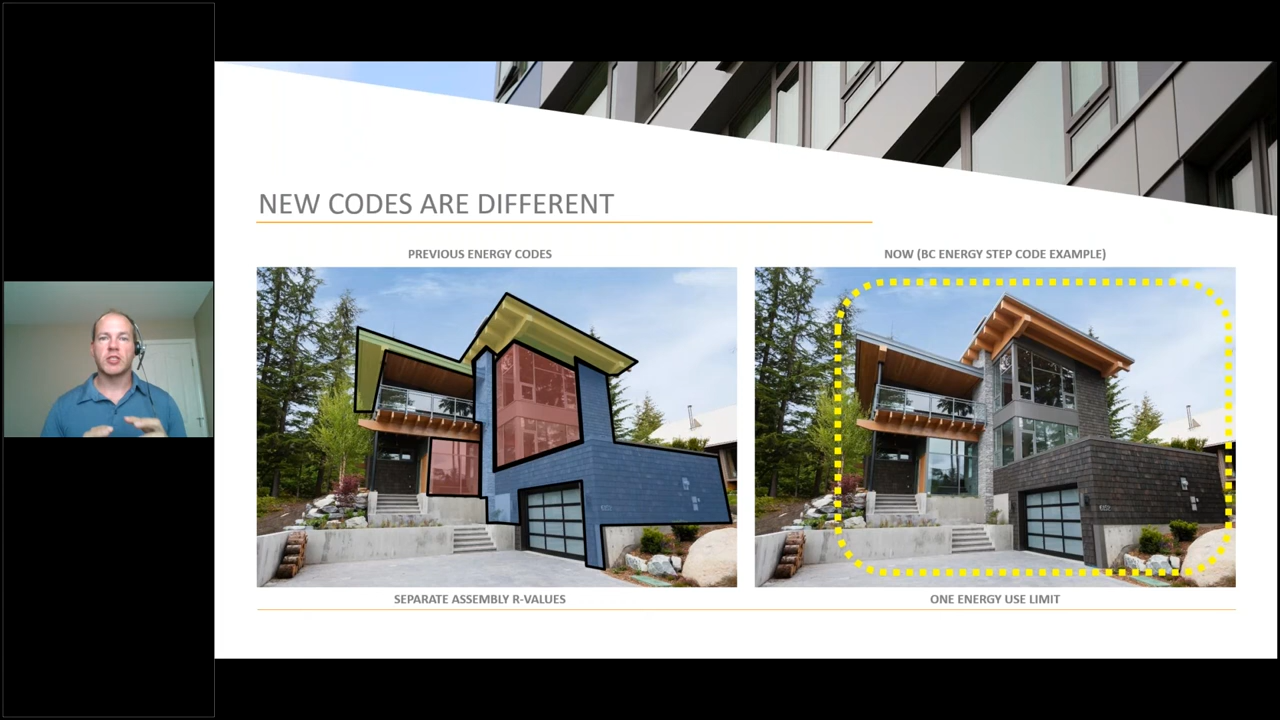 NEW CODES ARE DIFFERENT
PREVIOUS ENERGY CODES
NOW (BC ENERGY STEP CODE EXAMPLE)
SEPARATE ASSEMBLY R-VALUES
ONE ENERGY USE LIMIT